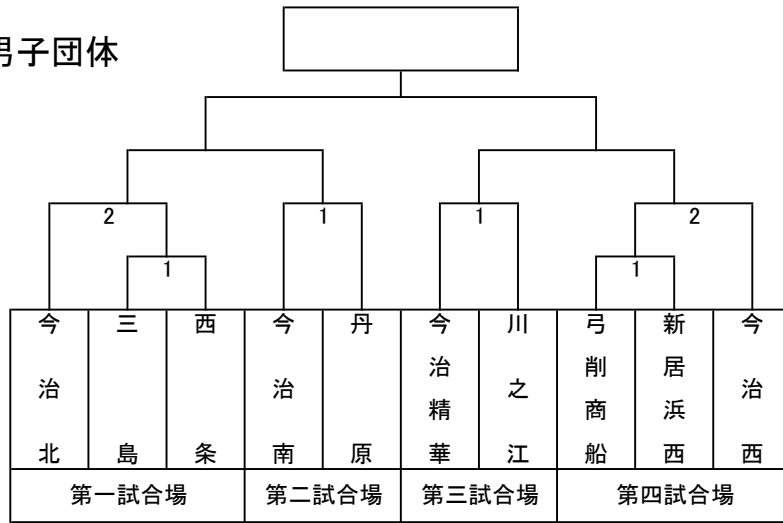 男子団体
2
1
1
2
1
1
今治北
三島
西条
今治南
丹原
今治精華
川之江
弓削商船
新居浜西
今治西
第一試合場
第二試合場
第三試合場
第四試合場